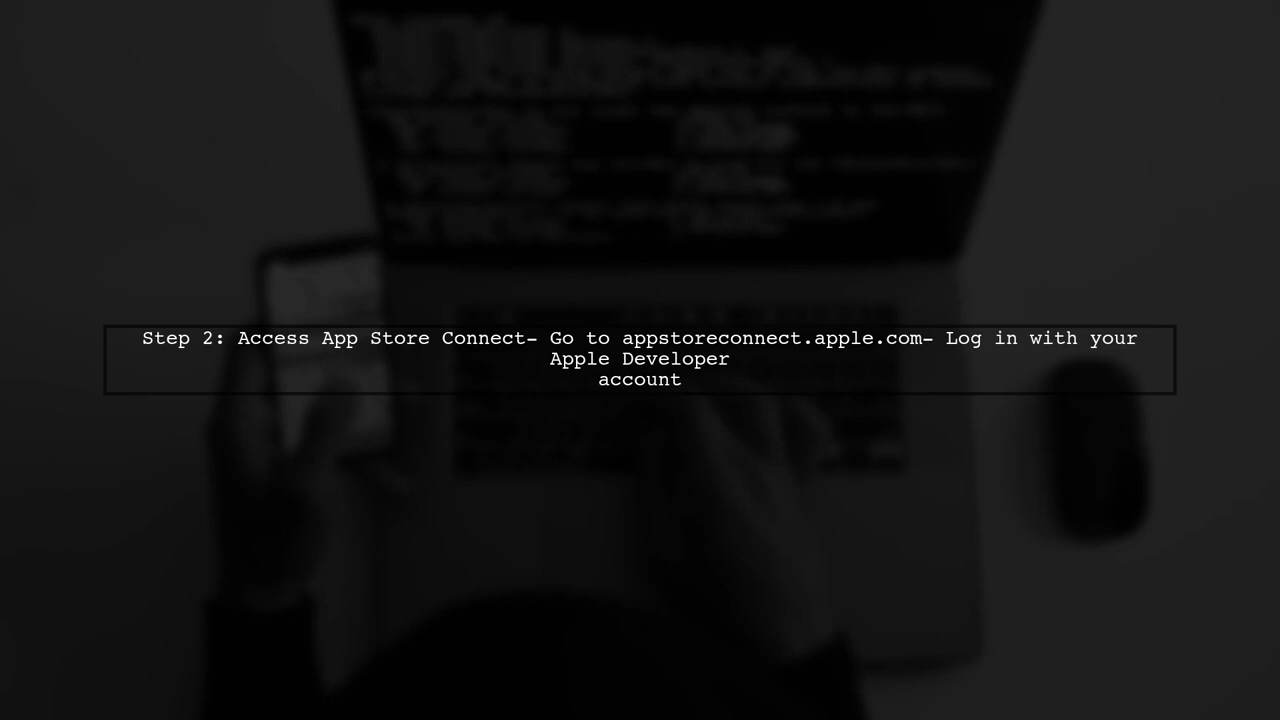 Step 2: Access App Store Connect- Go to appstoreconnect.apple.com- Log in with your
Apple Developer
account